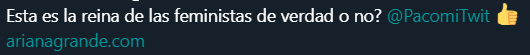 Esta es la reina de las feministas de verdad o no? @PacomiTwit 👍
arianagrande.com